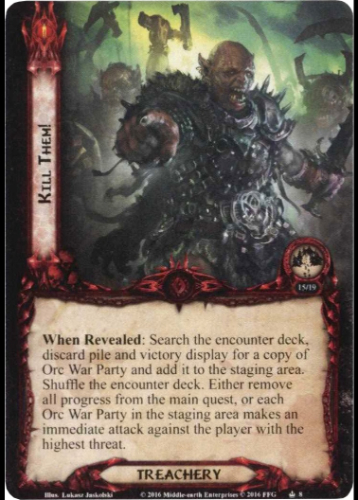 KILL THEM!
15/19
When Revealed: Search the encounter deck,
discard pile and victory display for a copy of
Orc War Party and add it to the staging area.
Shuffle the encounter deck. Either remove
all progress from the main quest, or each
Orc War Party in the staging area makes an
immediate attack against the player with the
highest threat.
TREACHERY
Illus. Lukasz Jaskolski
© 2016 Middle-earth Enterprises © 2016 FFG
8